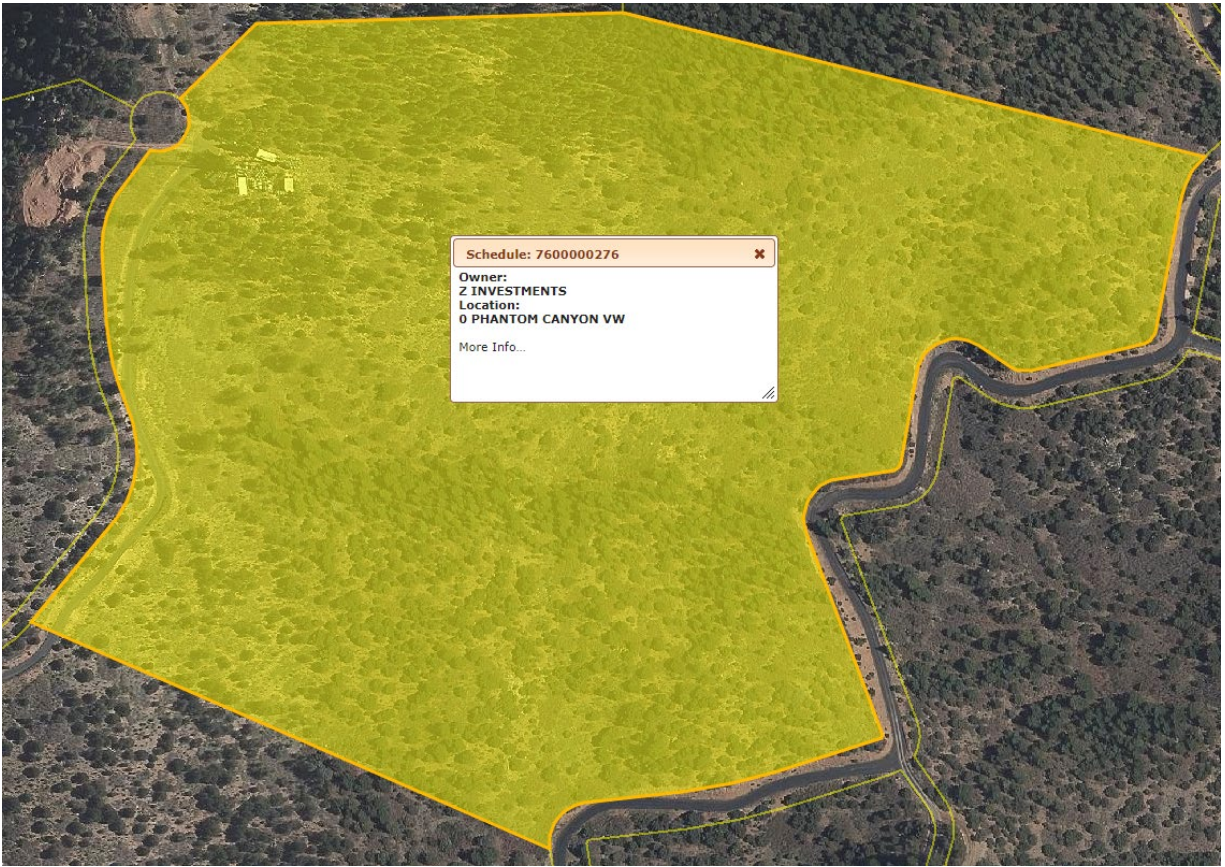 Schedule: 7600000276 ✖
Owner:
Z INVESTMENTS
Location:
0 PHANTOM CANYON VW
More Info...